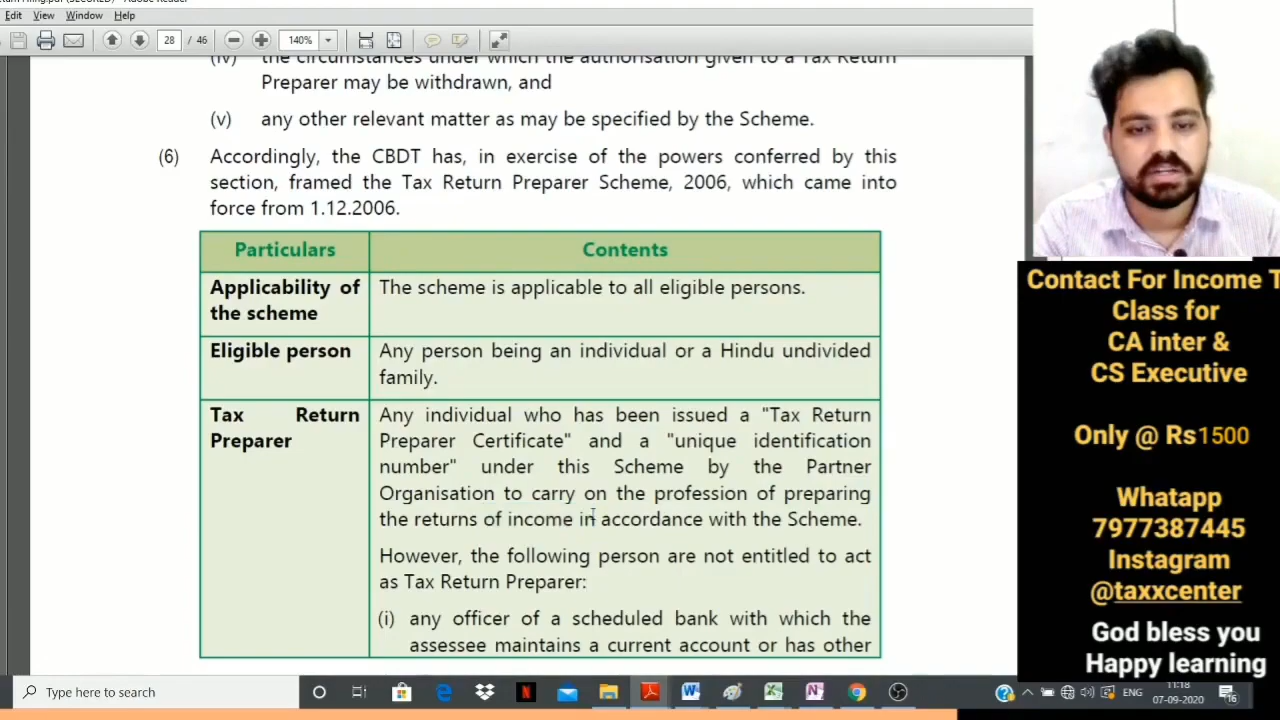 Edit View Window Help
28 / 46 140%
(iv) the circumstances under which the authorisation given to a Tax Return
Preparer may be withdrawn, and
(v) any other relevant matter as may be specified by the Scheme.
(6) Accordingly, the CBDT has, in exercise of the powers conferred by this
section, framed the Tax Return Preparer Scheme, 2006, which came into
force from 1.12.2006.
Particulars Contents
Applicability of
the scheme
The scheme is applicable to all eligible persons.
Eligible person
Any person being an individual or a Hindu undivided
family.
Tax Return
Preparer
Any individual who has been issued a "Tax Return
Preparer Certificate" and a "unique identification
number" under this Scheme by the Partner
Organisation to carry on the profession of preparing
the returns of income in accordance with the Scheme.
However, the following person are not entitled to act
as Tax Return Preparer:
(i) any officer of a scheduled bank with which the
assessee maintains a current account or has other
Contact For Income T
Class for
CA inter &
CS Executive
Only @ Rs1500
Whatapp
7977387445
Instagram
@taxxcenter
God bless you
Happy learning
Type here to search
ENG
11:18
07-09-2020
16